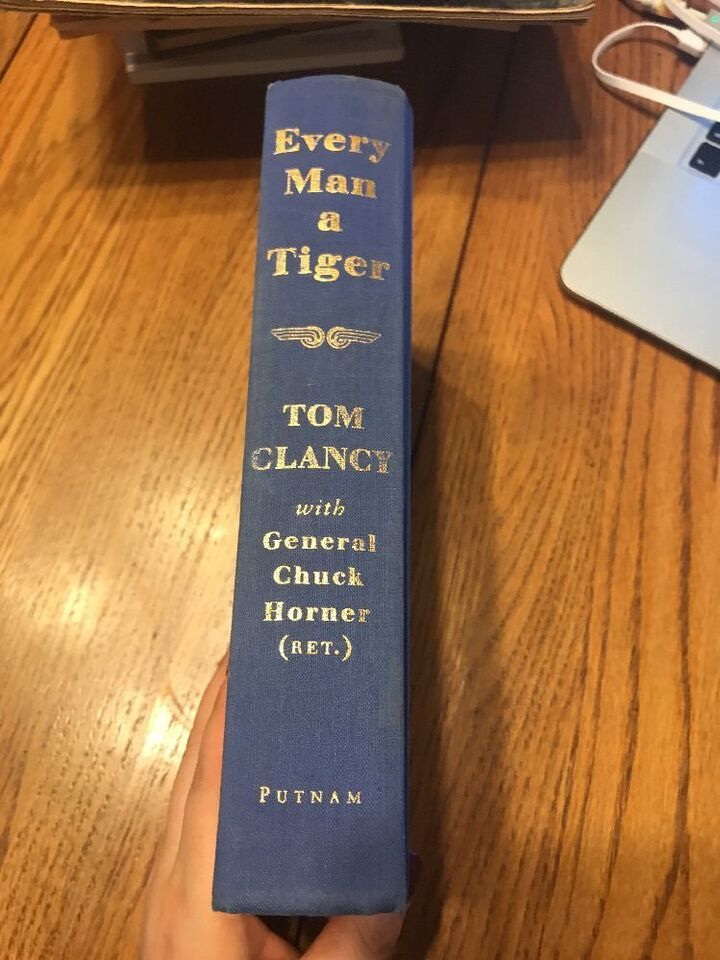 Every
Man
a
Tiger
TOM
CLANCY
with
General
Chuck
Horner
(RET.)
PUTNAM